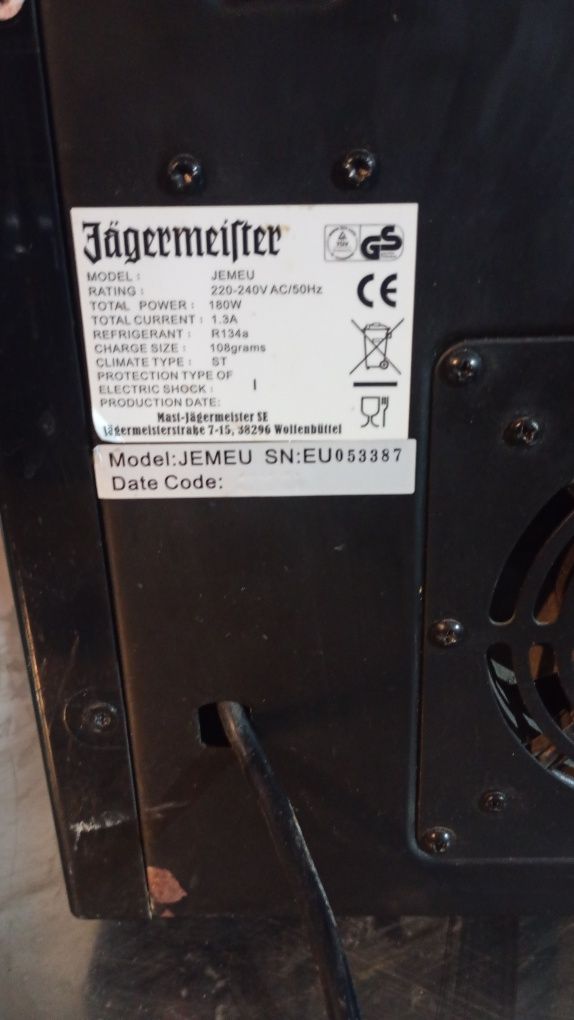 Jägermeister
TÜV
GS
MODEL : JEMEU
RATING : 220-240V AC/50Hz
CE
TOTAL POWER : 180W
TOTAL CURRENT : 1.3A
REFRIGERANT : R134a
CHARGE SIZE : 108grams
CLIMATE TYPE : ST
PROTECTION TYPE OF
ELECTRIC SHOCK : I
PRODUCTION DATE:
Mast-Jägermeister SE
Jägermeisterstraße 7-15, 38296 Wolfenbüttel
Model:JEMEU SN:EU053387
Date Code: